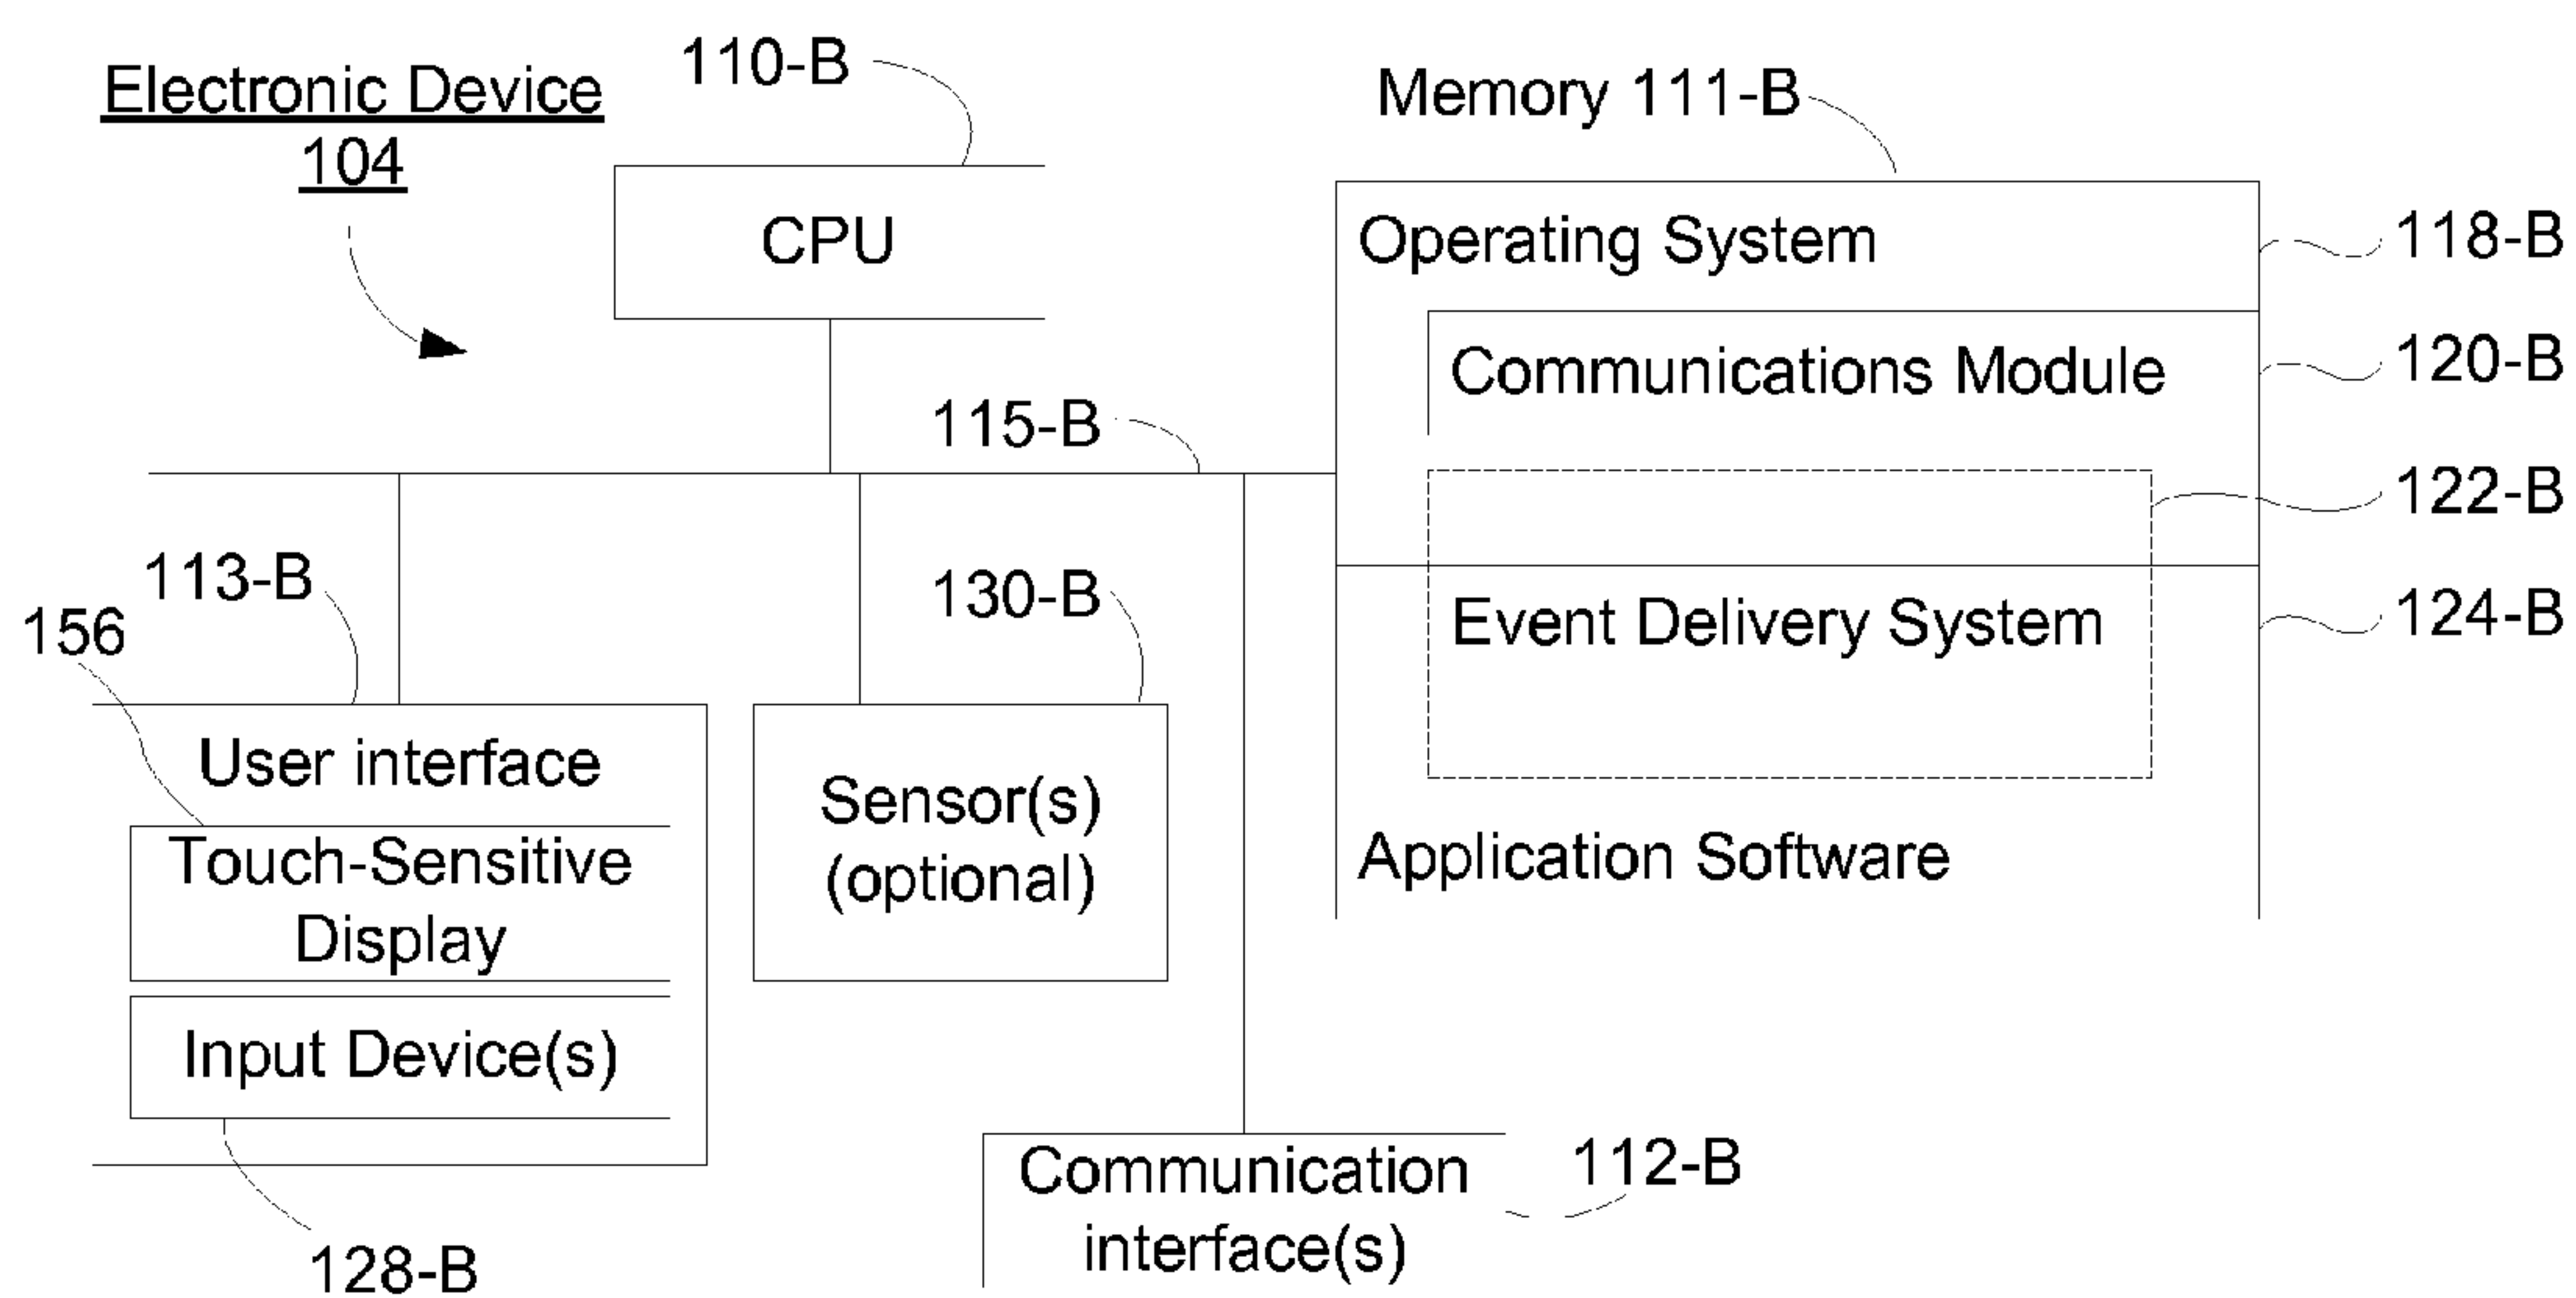 Electronic Device
104
110-B
CPU
Memory 111-B
Operating System
118-B
Communications Module
120-B
115-B
122-B
113-B
130-B
Event Delivery System
124-B
156
User interface
Touch-Sensitive
Display
Input Device(s)
128-B
Sensor(s)
(optional)
Application Software
Communication
interface(s)
112-B